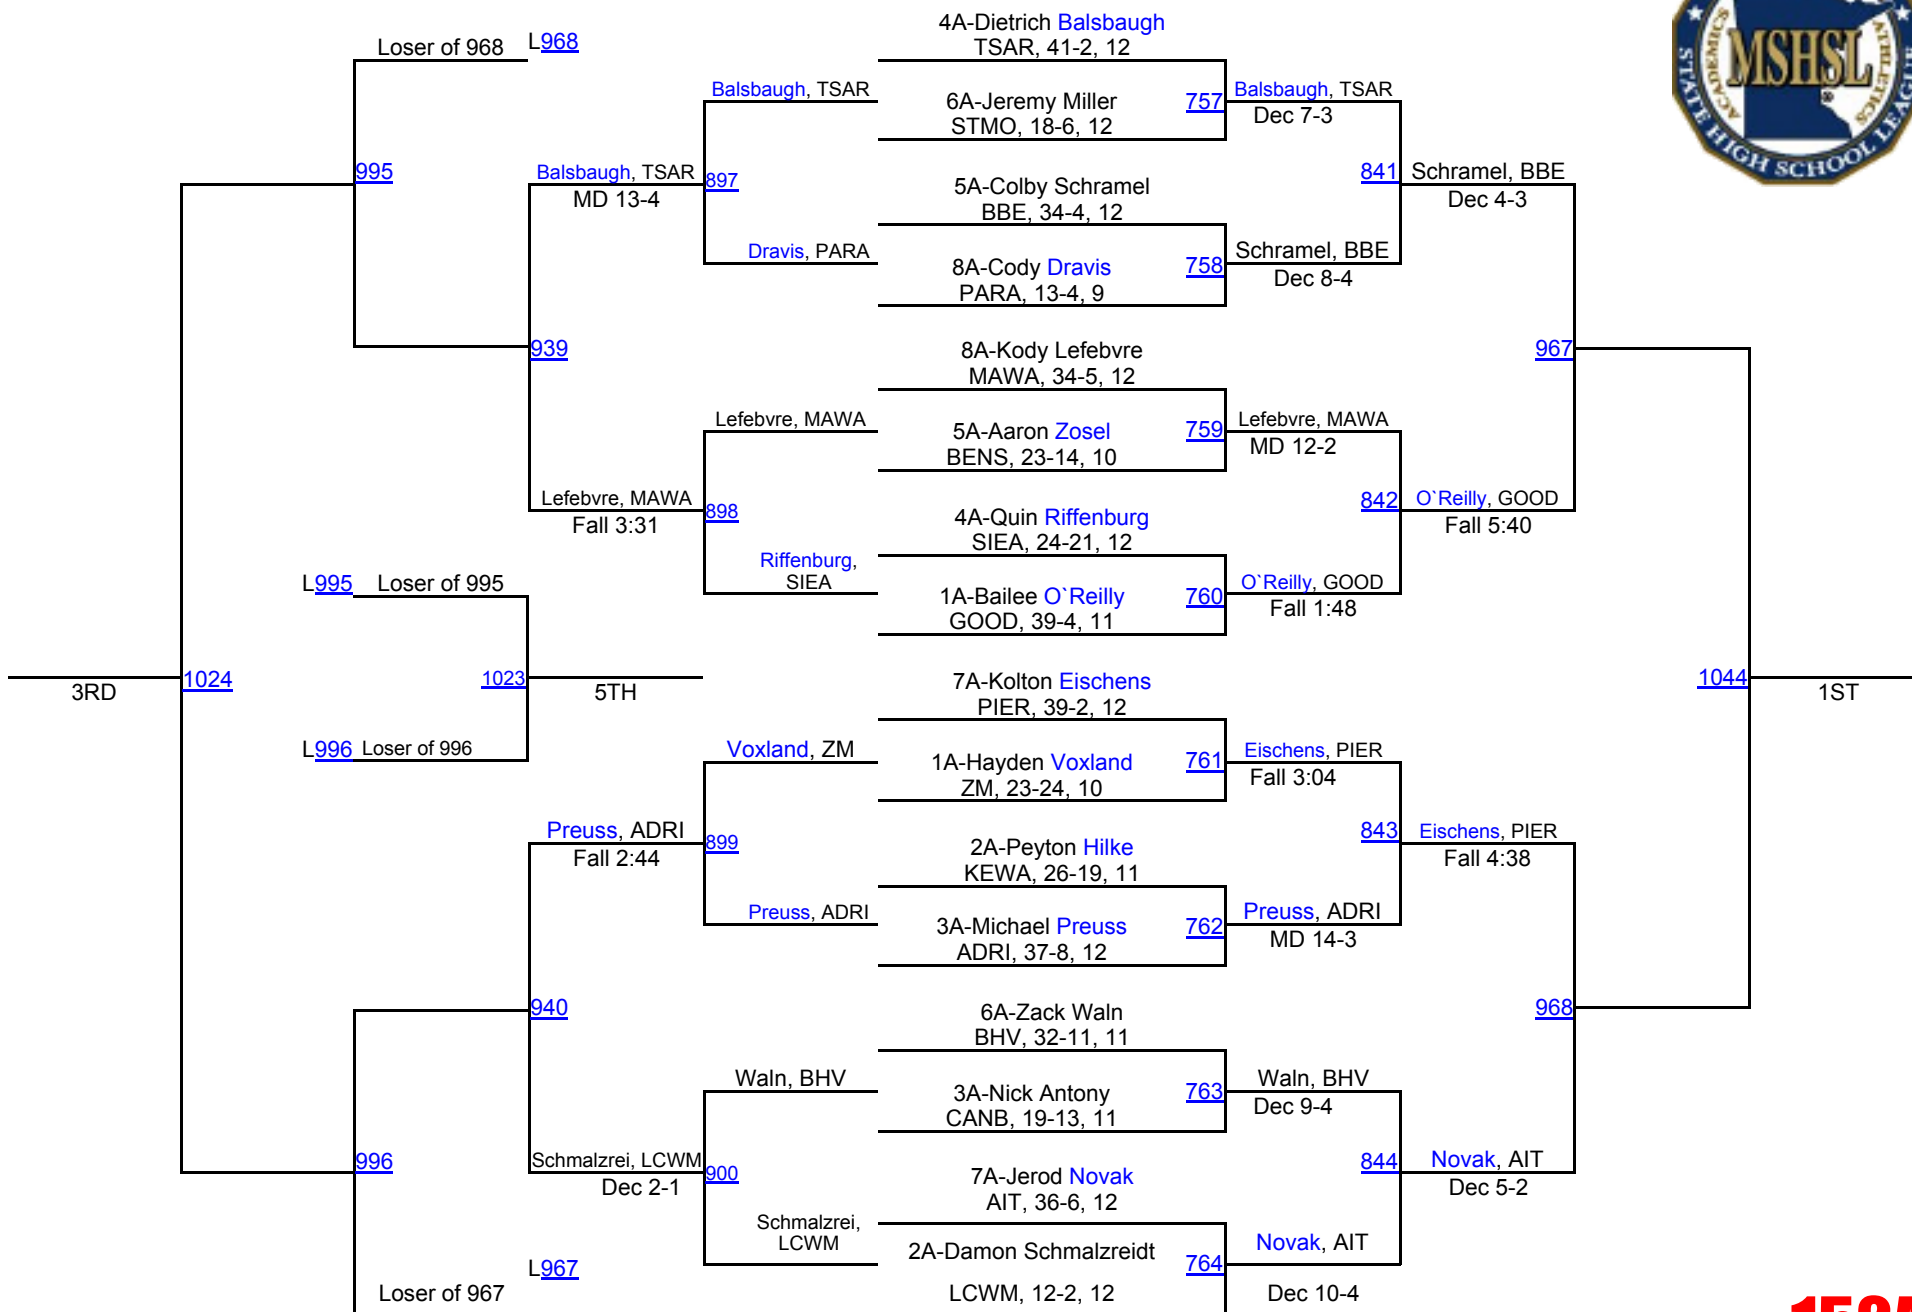 4A-Dietrich Balsbaugh
TSAR, 41-2, 12
Loser of 968 L968
Balsbaugh, TSAR
6A-Jeremy Miller
STMO, 18-6, 12
757
Balsbaugh, TSAR
Dec 7-3
ACADEMICS
ATHLETICS
MSHSL
STATE HIGH SCHOOL LEAGUE
995
Balsbaugh, TSAR
MD 13-4
897
5A-Colby Schramel
BBE, 34-4, 12
841
Schramel, BBE
Dec 4-3
Dravis, PARA
8A-Cody Dravis
PARA, 13-4, 9
758
Schramel, BBE
Dec 8-4
939
8A-Kody Lefebvre
MAWA, 34-5, 12
967
Lefebvre, MAWA
5A-Aaron Zosel
BENS, 23-14, 10
759
Lefebvre, MAWA
MD 12-2
Lefebvre, MAWA
Fall 3:31
898
4A-Quin Riffenburg
SIEA, 24-21, 12
842
O`Reilly, GOOD
Fall 5:40
Riffenburg,
SIEA
L995 Loser of 995
1A-Bailee O`Reilly
GOOD, 39-4, 11
760
O`Reilly, GOOD
Fall 1:48
3RD
1024
1023
5TH
7A-Kolton Eischens
PIER, 39-2, 12
1044
1ST
L996 Loser of 996
Voxland, ZM
1A-Hayden Voxland
ZM, 23-24, 10
761
Eischens, PIER
Fall 3:04
Preuss, ADRI
Fall 2:44
899
2A-Peyton Hilke
KEWA, 26-19, 11
843
Eischens, PIER
Fall 4:38
Preuss, ADRI
3A-Michael Preuss
ADRI, 37-8, 12
762
Preuss, ADRI
MD 14-3
940
6A-Zack Waln
BHV, 32-11, 11
968
Waln, BHV
3A-Nick Antony
CANB, 19-13, 11
763
Waln, BHV
Dec 9-4
996
Schmalzrei, LCWM
Dec 2-1
900
7A-Jerod Novak
AIT, 36-6, 12
844
Novak, AIT
Dec 5-2
Schmalzrei,
LCWM
2A-Damon Schmalzreidt
LCWM, 12-2, 12
764
Novak, AIT
Dec 10-4
L967
Loser of 967